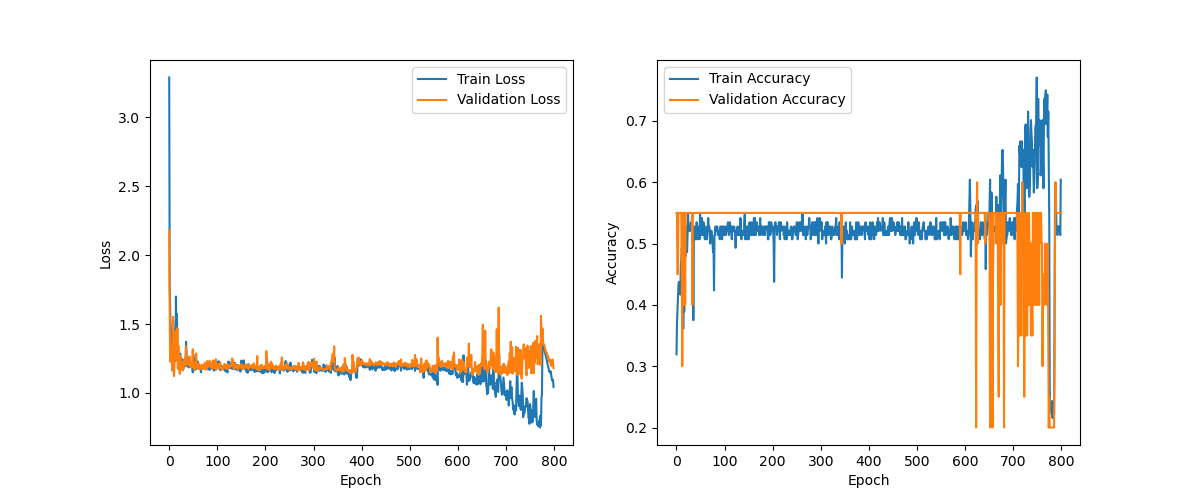 Train Loss
Validation Loss
3.0
2.5
2.0
1.5
1.0
Loss
0 100 200 300 400 500 600 700 800
Epoch
Train Accuracy
Validation Accuracy
0.7
0.6
0.5
0.4
0.3
0.2
Accuracy
0 100 200 300 400 500 600 700 800
Epoch